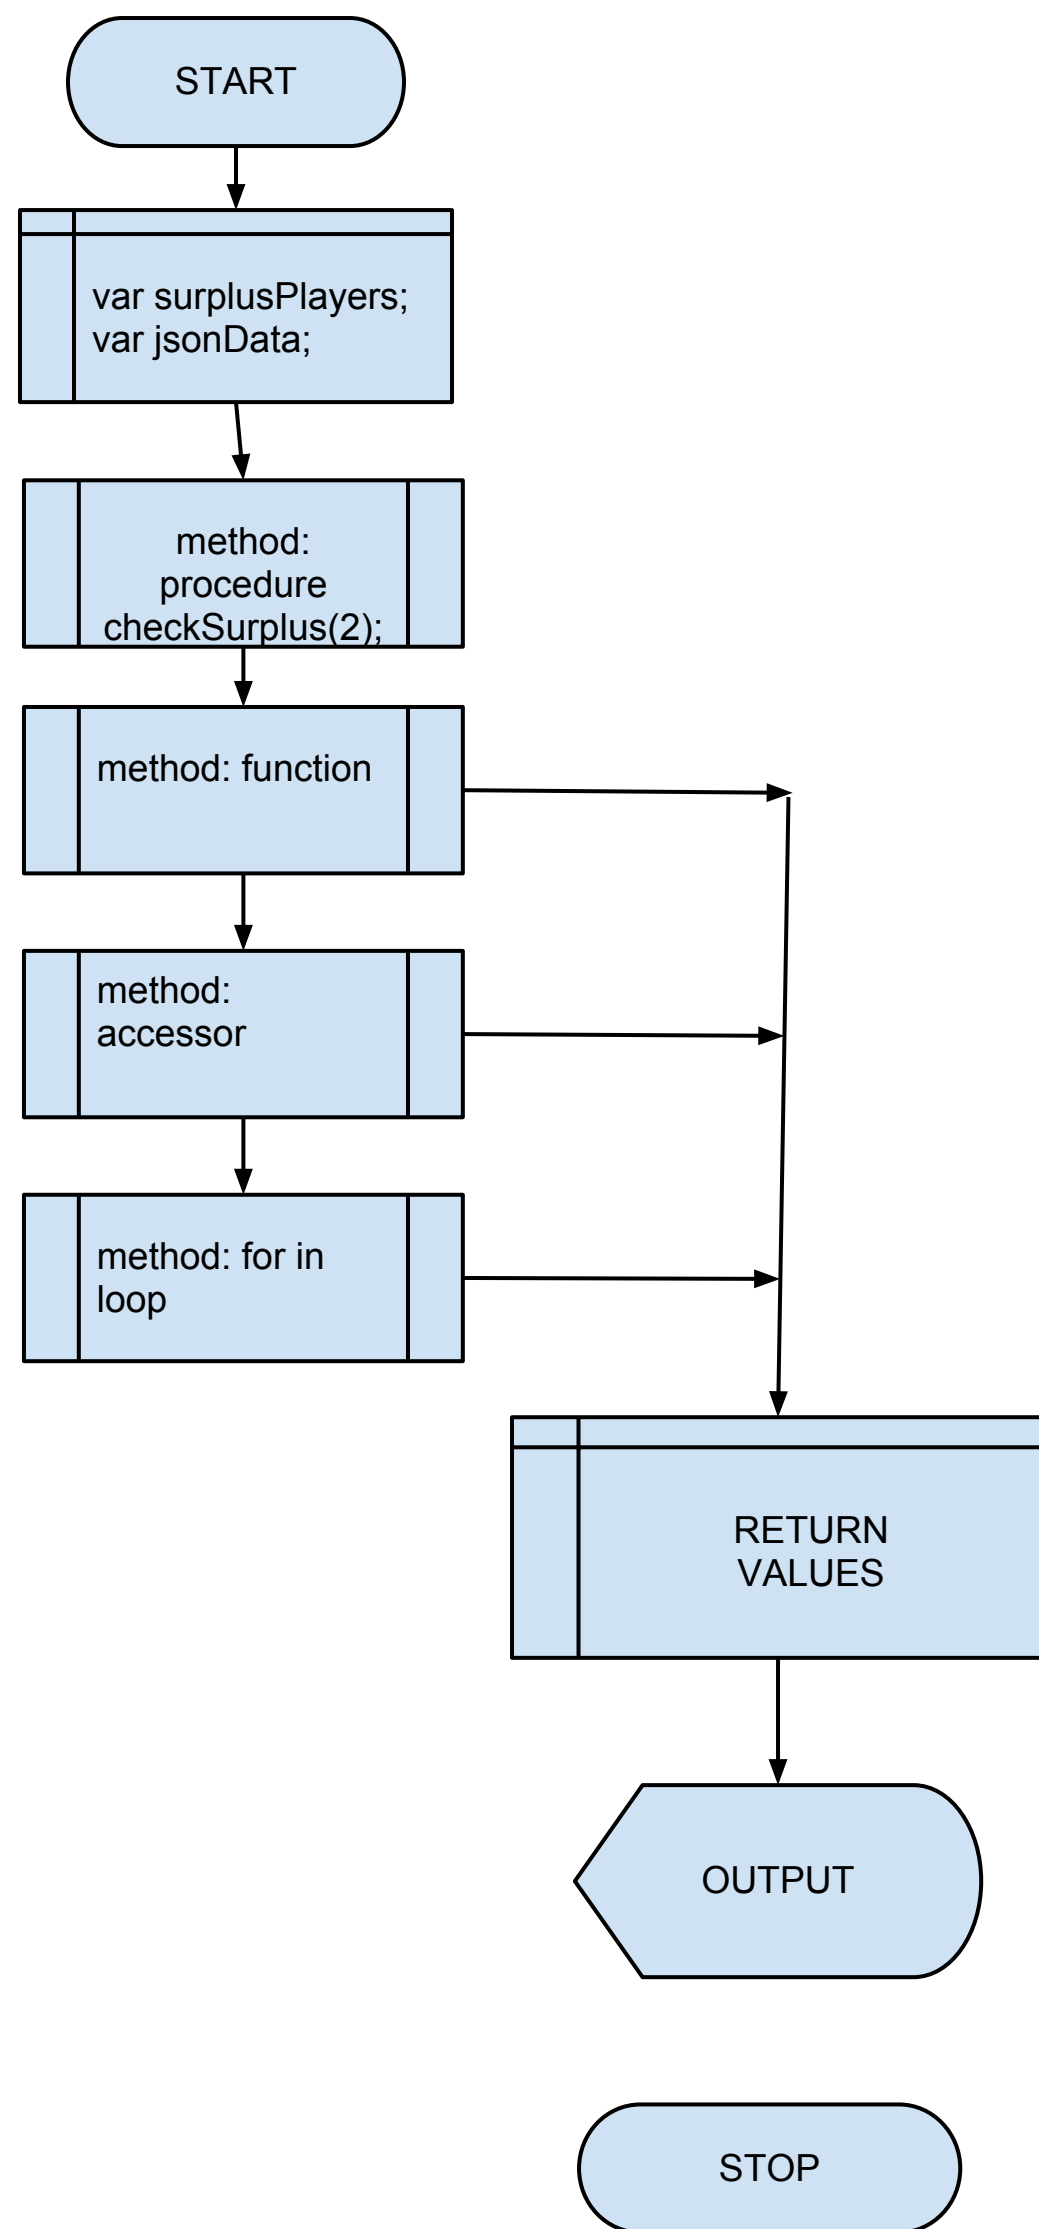 START
var surplusPlayers;
var jsonData;
method:
procedure
checkSurplus(2);
method: function
method:
accessor
method: for in
loop
RETURN
VALUES
OUTPUT
STOP